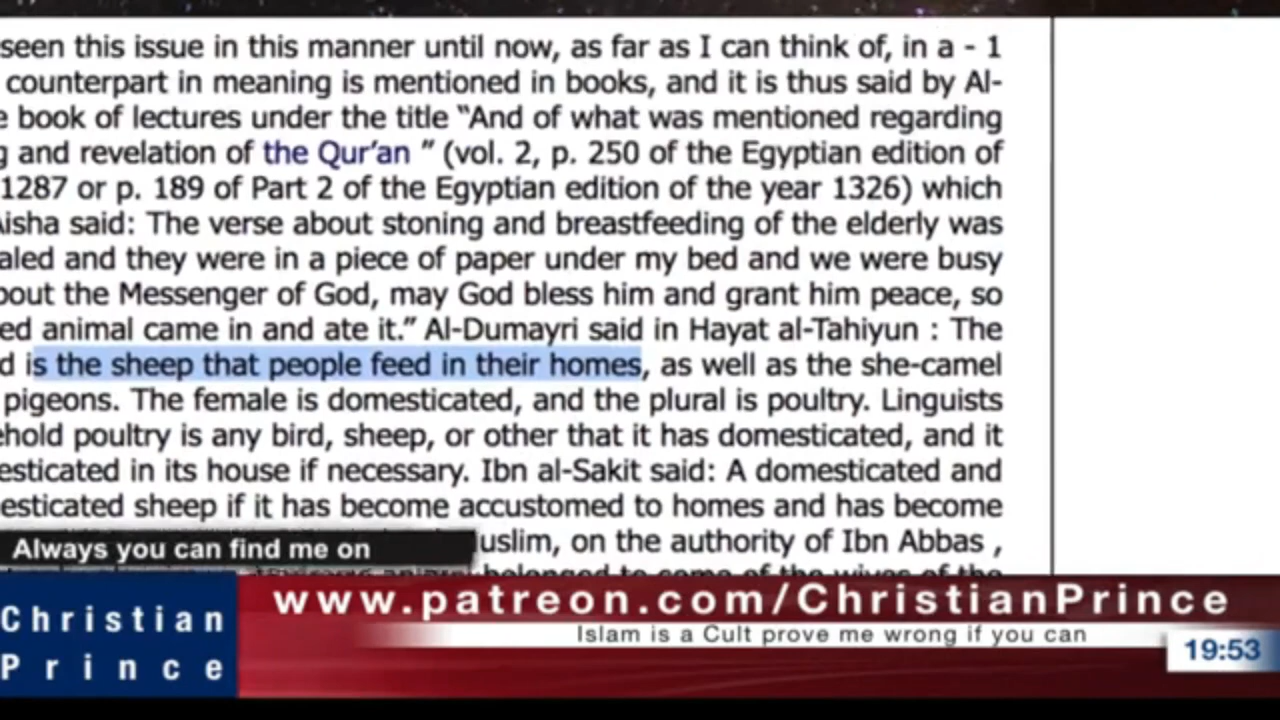 seen this issue in this manner until now, as far as I can think of, in a - 1
counterpart in meaning is mentioned in books, and it is thus said by Al-
e book of lectures under the title “And of what was mentioned regarding
g and revelation of the Qur’an ” (vol. 2, p. 250 of the Egyptian edition of
1287 or p. 189 of Part 2 of the Egyptian edition of the year 1326) which
Aisha said: The verse about stoning and breastfeeding of the elderly was
aled and they were in a piece of paper under my bed and we were busy
bout the Messenger of God, may God bless him and grant him peace, so
ed animal came in and ate it.” Al-Dumayri said in Hayat al-Tahiyun : The
d is the sheep that people feed in their homes, as well as the she-camel
pigeons. The female is domesticated, and the plural is poultry. Linguists
ehold poultry is any bird, sheep, or other that it has domesticated, and it
esticated in its house if necessary. Ibn al-Sakit said: A domesticated and
esticated sheep if it has become accustomed to homes and has become
uslim, on the authority of Ibn Abbas ,
belonged to some of the wives of the
Always you can find me on
www.patreon.com/ChristianPrince
Islam is a Cult prove me wrong if you can
Christian
Prince
19:53